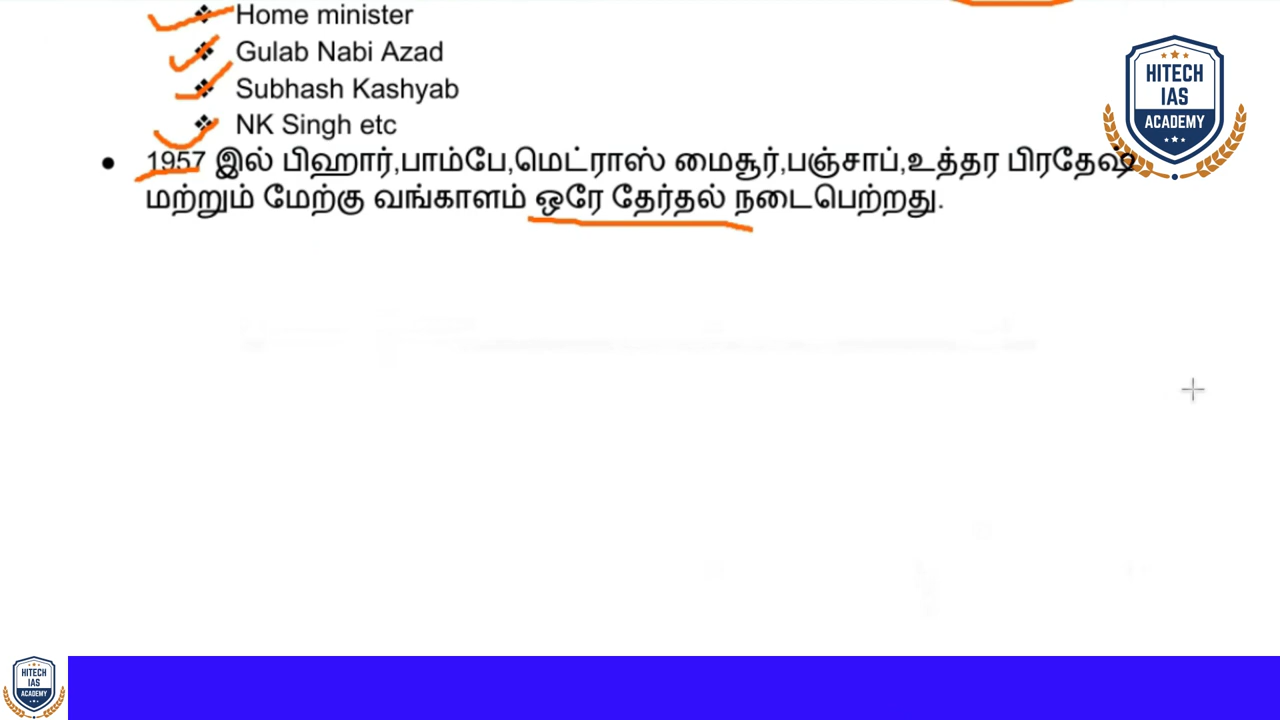 Home minister
Gulab Nabi Azad
Subhash Kashyab
NK Singh etc
1957 இல் பிஹார்,பாம்பே,மெட்ராஸ் மைசூர்,பஞ்சாப்,உத்தர பிரதேஷ்
மற்றும் மேற்கு வங்காளம் ஒரே தேர்தல் நடைபெற்றது.
HITECH
IAS
ACADEMY
HITECH
IAS
ACADEMY